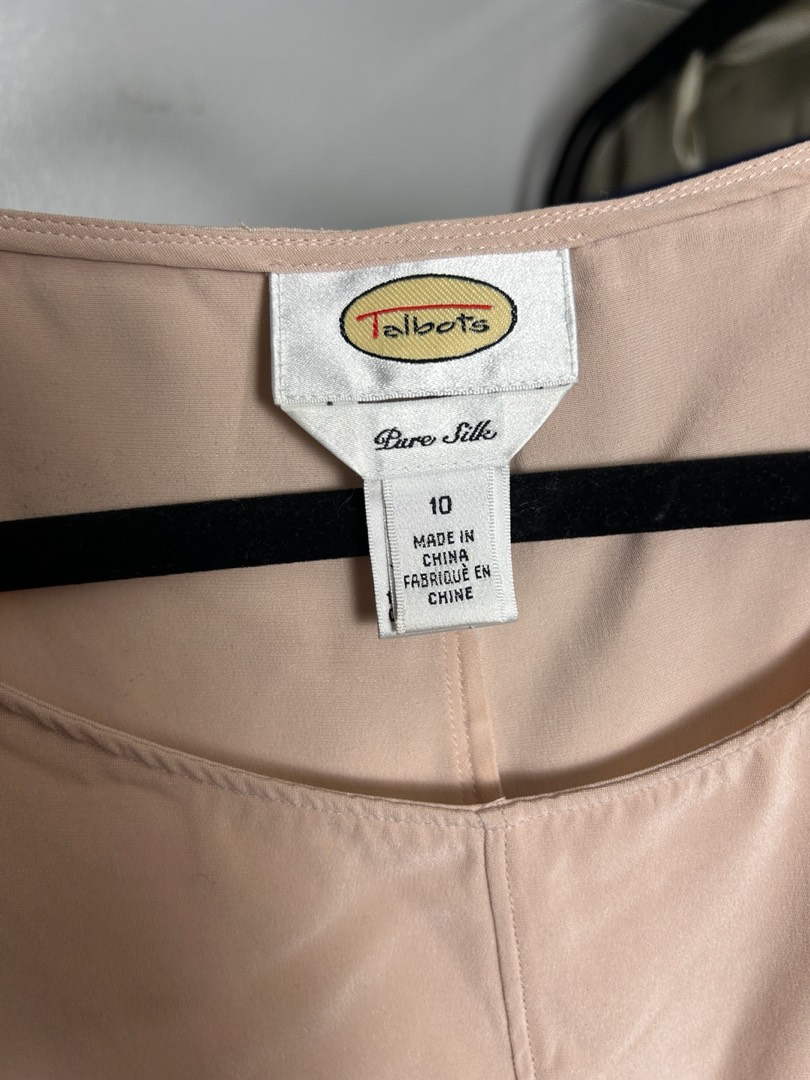 Talbots
Pure Silk
10
MADE IN
CHINA
FABRIQUÈ EN
CHINE